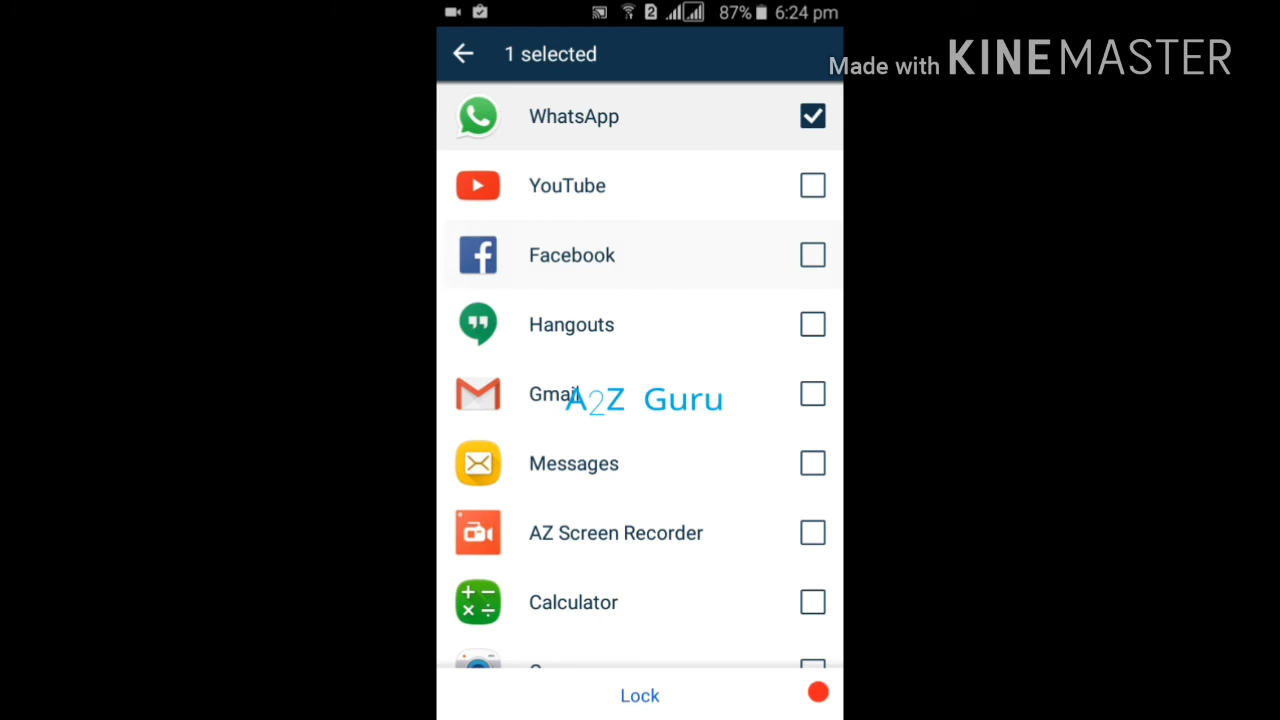 2 87% 6:24 pm
1 selected
Made with KINEMASTER
WhatsApp
YouTube
Facebook
Hangouts
Gmail
A2Z Guru
Messages
AZ Screen Recorder
Calculator
Lock